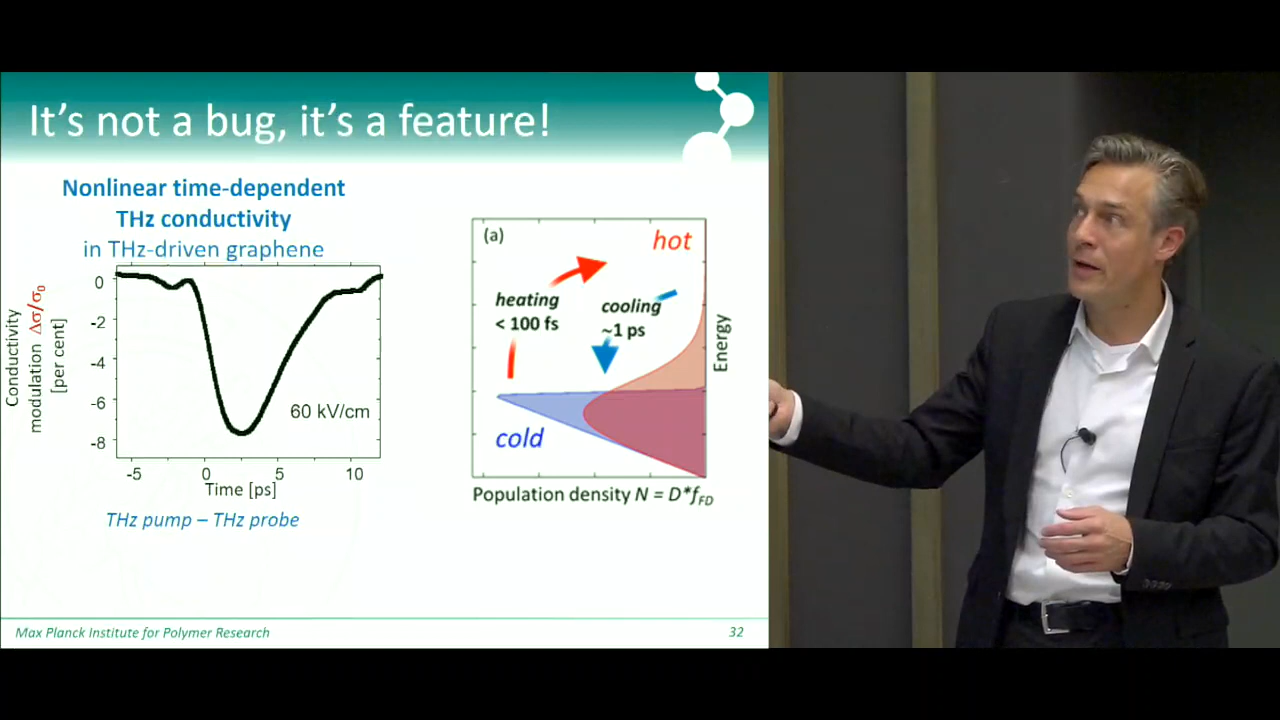 It's not a bug, it's a feature!
Nonlinear time-dependent
THz conductivity
in THz-driven graphene
Conductivity
modulation Δσ/σ0
[per cent]
0
-2
-4
-6
-8
60 kV/cm
-5
0
5
10
Time [ps]
THz pump – THz probe
(a)
hot
heating
< 100 fs
cooling
~1 ps
cold
Energy
Population density N = D*fFD
Max Planck Institute for Polymer Research
32